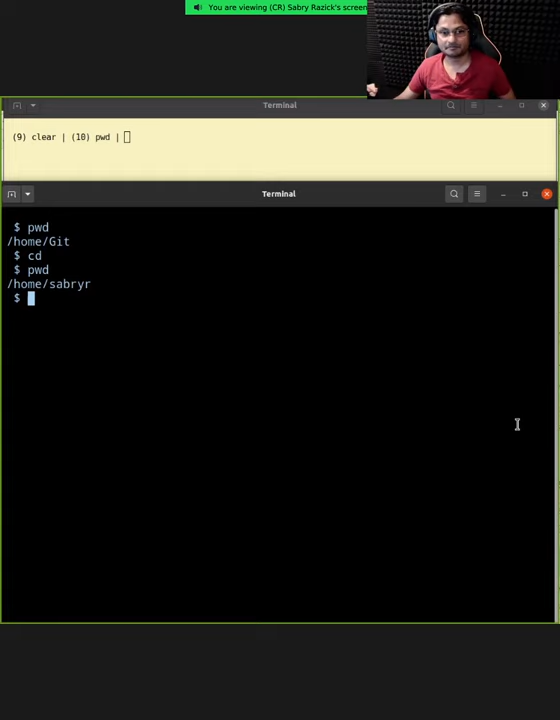 You are viewing (CR) Sabry Razick's screen
Terminal
(9) clear | (10) pwd |
Terminal
$ pwd
/home/Git
$ cd
$ pwd
/home/sabryr
$